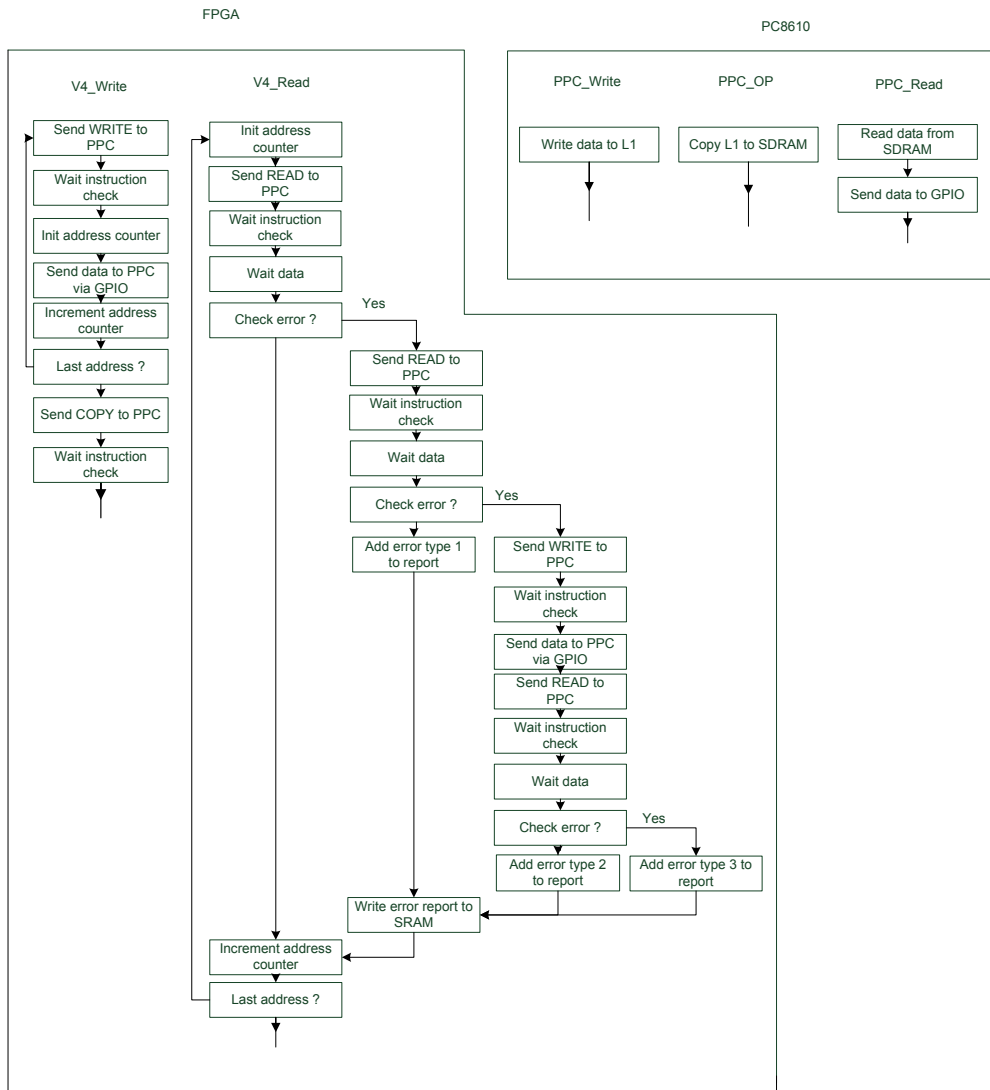 FPGA
PC8610
V4_Write
V4_Read
PPC_Write
PPC_OP
PPC_Read
Send WRITE to
PPC
Wait instruction
check
Init address counter
Send data to PPC
via GPIO
Increment address
counter
Last address ?
Send COPY to PPC
Wait instruction
check
Init address
counter
Send READ to
PPC
Wait instruction
check
Wait data
Check error ?
Yes
Send READ to
PPC
Wait instruction
check
Wait data
Check error ?
Yes
Add error type 1
to report
Send WRITE to
PPC
Wait instruction
check
Send data to PPC
via GPIO
Send READ to
PPC
Wait instruction
check
Wait data
Check error ?
Yes
Add error type 2
to report
Add error type 3 to
report
Write error report to
SRAM
Increment address
counter
Last address ?
Write data to L1
Copy L1 to SDRAM
Read data from
SDRAM
Send data to GPIO